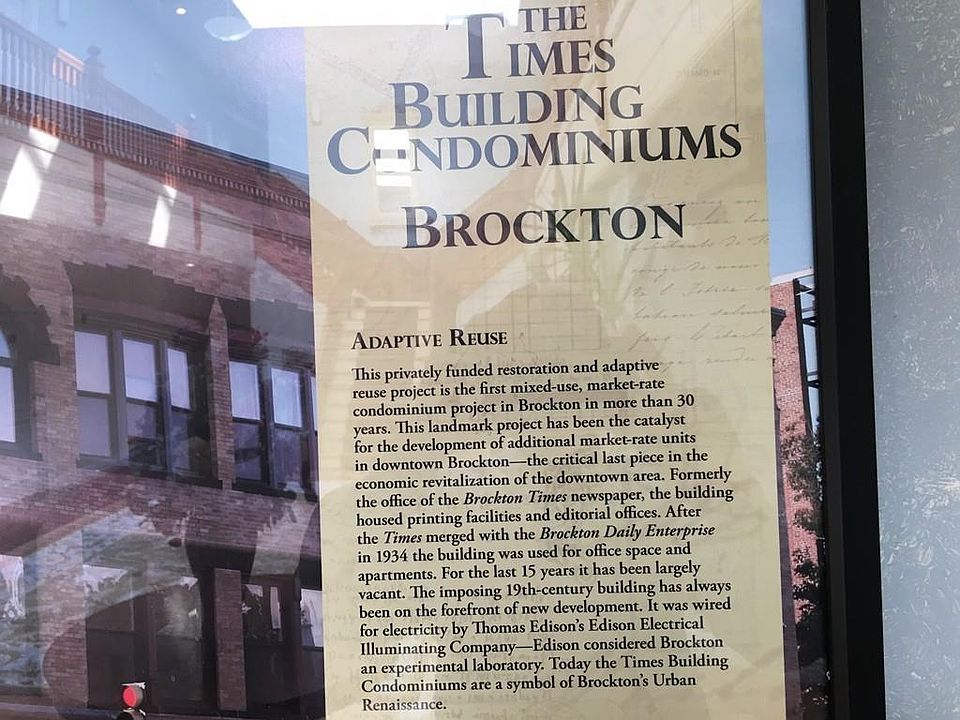 THE
TIMES
BUILDING
CONDOMINIUMS
BROCKTON
ADAPTIVE REUSE
This privately funded restoration and adaptive
reuse project is the first mixed-use, market-rate
condominium project in Brockton in more than 30
years. This landmark project has been the catalyst
for the development of additional market-rate units
in downtown Brockton—the critical last piece in the
economic revitalization of the downtown area. Formerly
the office of the Brockton Times newspaper, the building
housed printing facilities and editorial offices. After
the Times merged with the Brockton Daily Enterprise
in 1934 the building was used for office space and
apartments. For the last 15 years it has been largely
vacant. The imposing 19th-century building has always
been on the forefront of new development. It was wired
for electricity by Thomas Edison's Edison Electrical
Illuminating Company—Edison considered Brockton
an experimental laboratory. Today the Times Building
Condominiums are a symbol of Brockton's Urban
Renaissance.